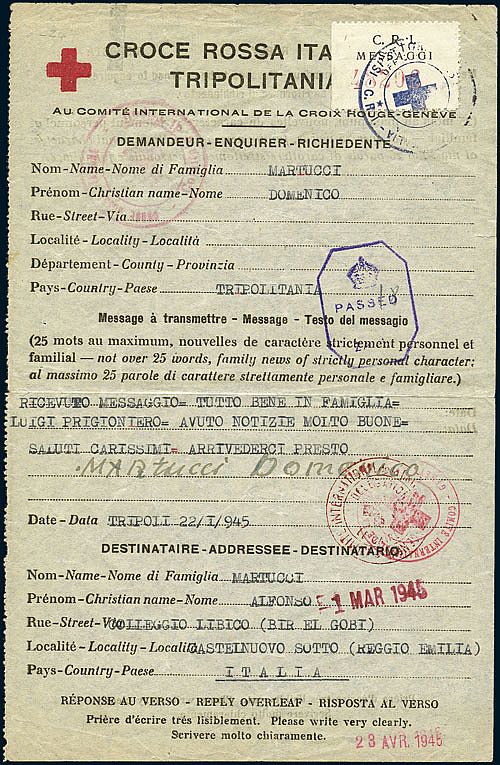 CROCE ROSSA ITA
TRIPOLITANIA
C. R. I.
MESSAGGI
AU COMITÉ INTERNATIONAL DE LA CROIX ROUGE-GENÈVE
DEMANDEUR-ENQUIRER-RICHIEDENTE
Nom-Name-Nome di Famiglia MARTUCCI
Prénom-Christian name-Nome DOMENICO
Rue-Street-Via
Localité-Locality-Località
Département-County-Provinzia
Pays-Country-Paese TRIPOLITANIA
PASSED
Message à transmettre - Message - Testo del messagio
(25 mots au maximum, nouvelles de caractère strictement personnel et
familial — not over 25 words, family news of strictly personal character;
al massimo 25 parole di carattere strettamente personale e famigliare.)
RICEVUTO MESSAGGIO= TUTTO BENE IN FAMIGLIA=
LUIGI PRIGIONIERO= AVUTO NOTIZIE MOLTO BUONE=
SALUTI CARISSIMI= ARRIVEDERCI PRESTO
Martucci Domenico
Date-Data TRIPOLI 22/I/945
DESTINATAIRE-ADDRESSEE-DESTINATARIO
Nom-Name-Nome di Famiglia MARTUCCI
Prénom-Christian name-Nome ALFONSO
1 MAR 1945
Rue-Street-Via COLLEGGIO LIBICO (BIR EL GOBI)
Localité-Locality-Località CASTELNUOVO SOTTO (REGGIO EMILIA)
Pays-Country-Paese ITALIA
RÉPONSE AU VERSO - REPLY OVERLEAF - RISPOSTA AL VERSO
Prière d'écrire trés lisiblement. Please write very clearly.
Scrivere molto chiaramente.
23 AVR. 1945